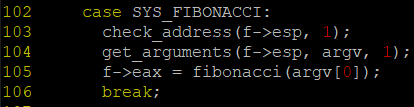 102 case SYS_FIBONACCI:
103 check_address(f->esp, 1);
104 get_arguments(f->esp, argv, 1);
105 f->eax = fibonacci(argv[0]);
106 break;